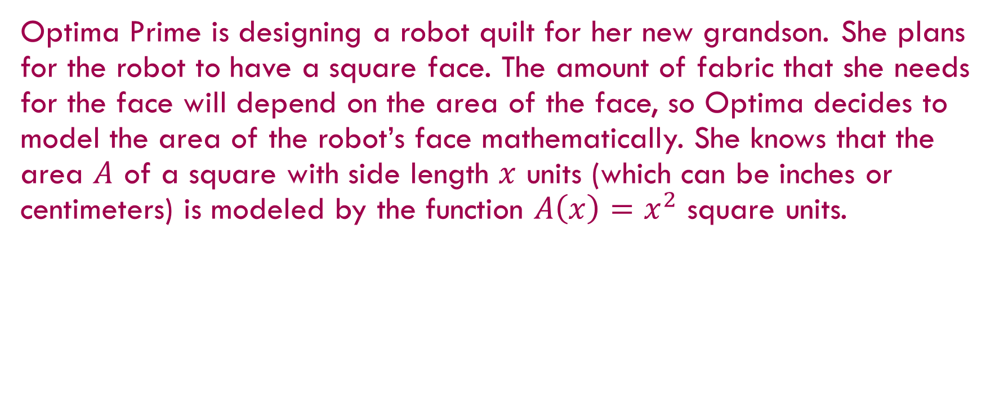 Optima Prime is designing a robot quilt for her new grandson. She plans
for the robot to have a square face. The amount of fabric that she needs
for the face will depend on the area of the face, so Optima decides to
model the area of the robot’s face mathematically. She knows that the
area A of a square with side length x units (which can be inches or
centimeters) is modeled by the function A(x) = x² square units.